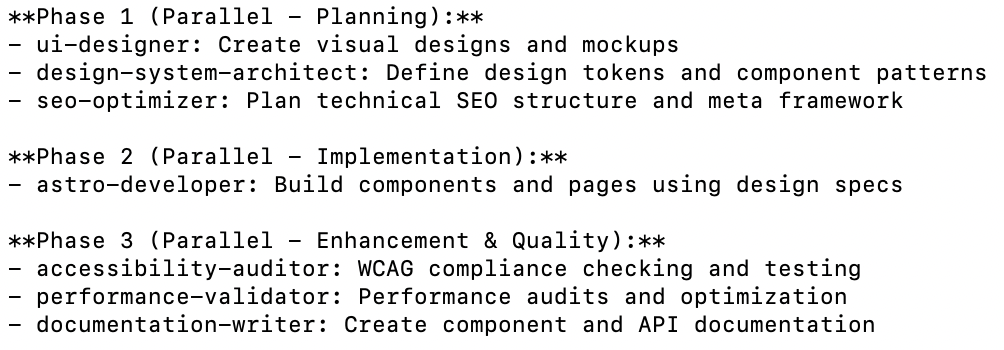 **Phase 1 (Parallel – Planning):**
– ui–designer: Create visual designs and mockups
– design–system–architect: Define design tokens and component patterns
– seo–optimizer: Plan technical SEO structure and meta framework

**Phase 2 (Parallel – Implementation):**
– astro–developer: Build components and pages using design specs

**Phase 3 (Parallel – Enhancement & Quality):**
– accessibility–auditor: WCAG compliance checking and testing
– performance–validator: Performance audits and optimization
– documentation–writer: Create component and API documentation